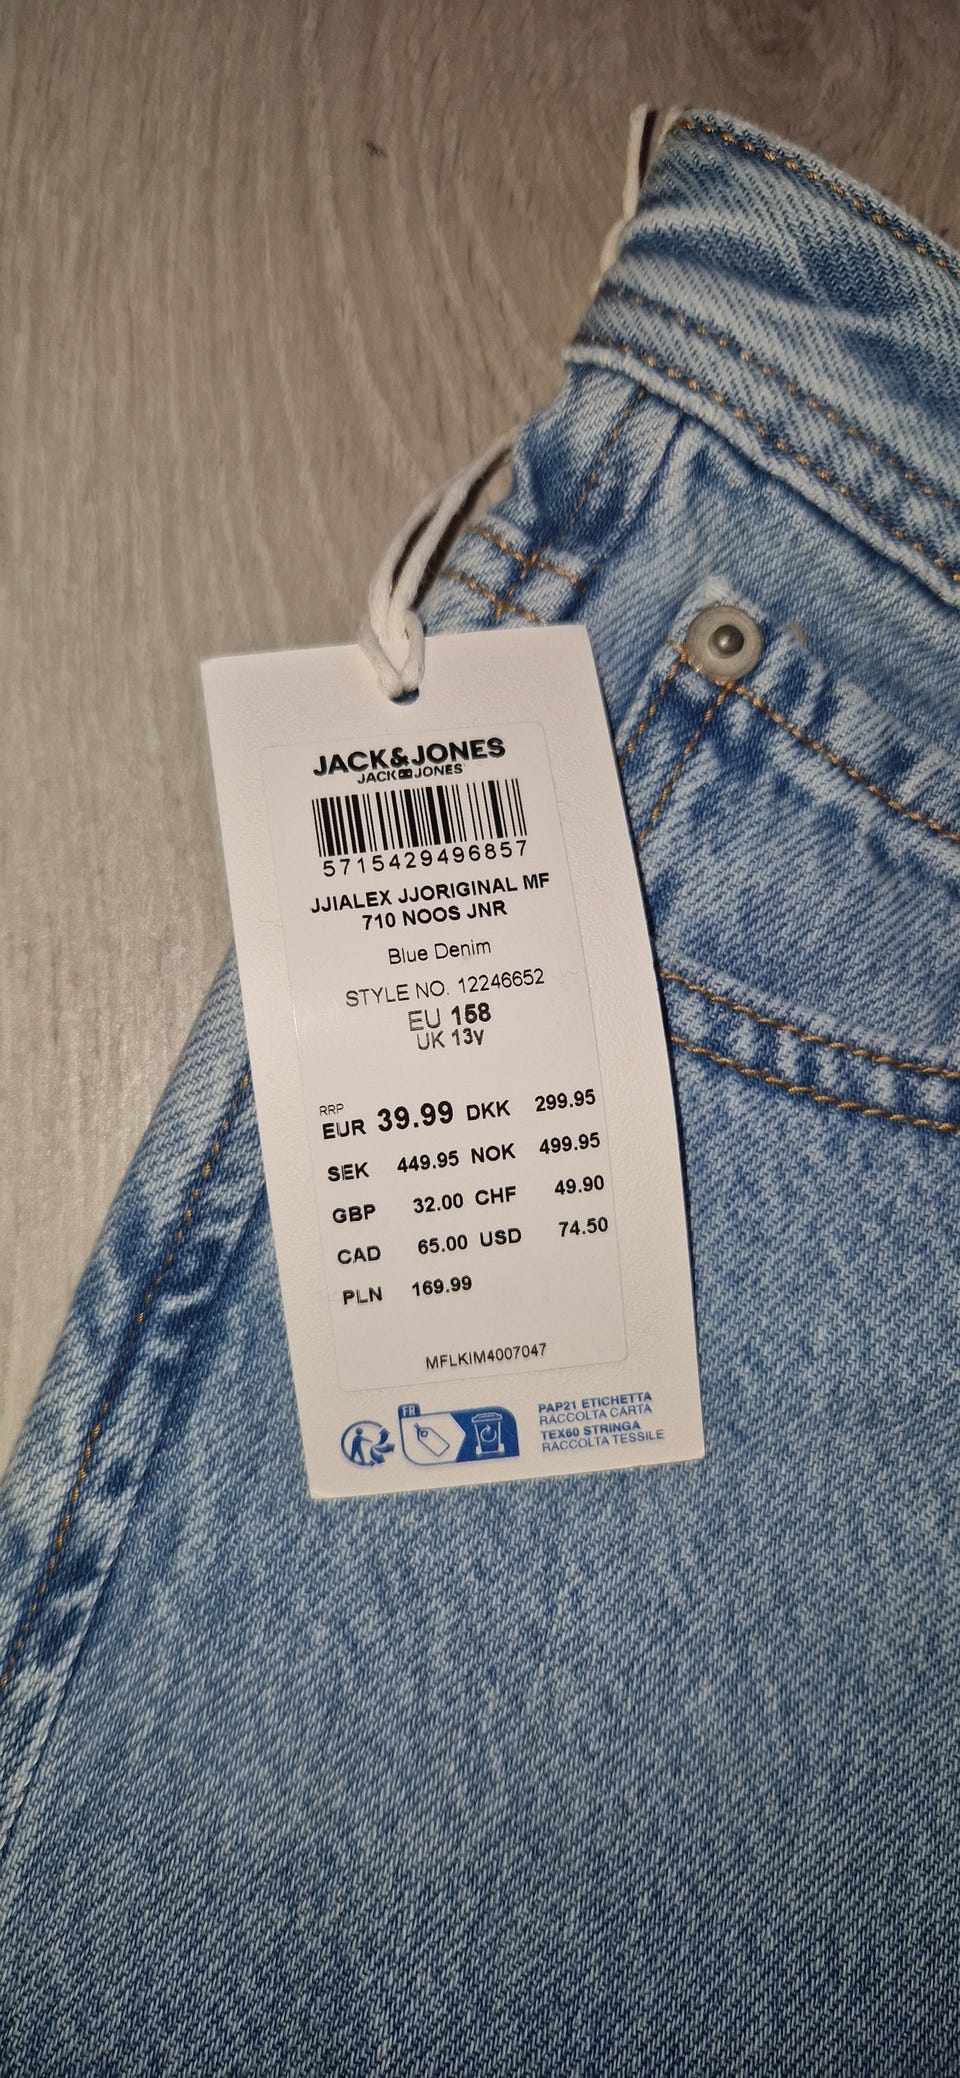 JACK&JONES
JACK JONES
5715429496857
JJIALEX JJORIGINAL MF
710 NOOS JNR
Blue Denim
STYLE NO. 12246652
EU 158
UK 13y
RRP
EUR 39.99 DKK 299.95
SEK 449.95 NOK 499.95
GBP 32.00 CHF 49.90
CAD 65.00 USD 74.50
PLN 169.99
MFLKIM4007047
FR
PAP21 ETICHETTA
RACCOLTA CARTA
TEX60 STRINGA
RACCOLTA TESSILE